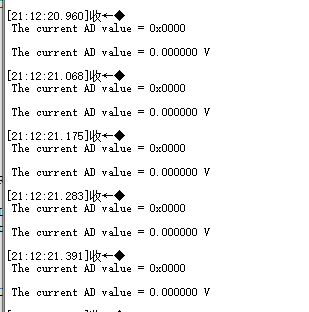 [21:12:20.960]收←◆
The current AD value = 0x0000
The current AD value = 0.000000 V
[21:12:21.068]收←◆
The current AD value = 0x0000
The current AD value = 0.000000 V
[21:12:21.175]收←◆
The current AD value = 0x0000
The current AD value = 0.000000 V
[21:12:21.283]收←◆
The current AD value = 0x0000
The current AD value = 0.000000 V
[21:12:21.391]收←◆
The current AD value = 0x0000
The current AD value = 0.000000 V